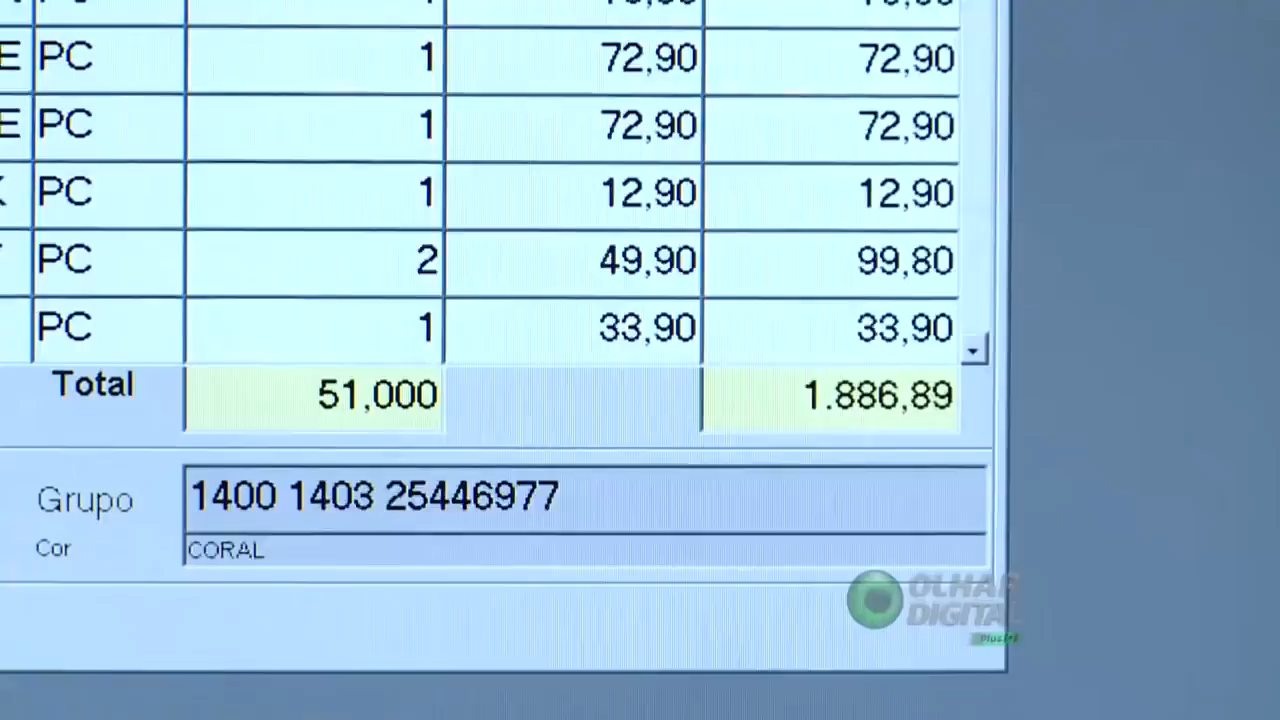 E PC 1 72,90 72,90
E PC 1 72,90 72,90
PC 1 12,90 12,90
PC 2 49,90 99,80
PC 1 33,90 33,90
Total 51,000 1.886,89
Grupo 1400 1403 25446977
Cor CORAL
OLHAR
DIGITAL